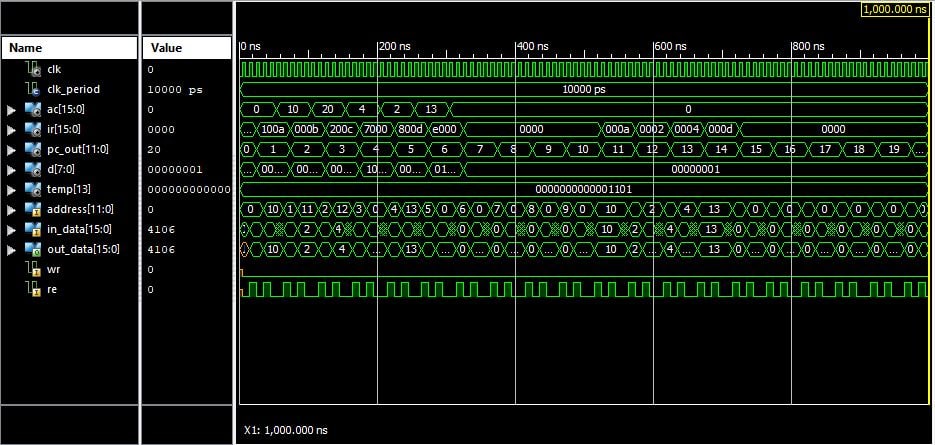 1,000.000 ns
Name Value
0 ns 200 ns 400 ns 600 ns 800 ns
clk 0
clk_period 10000 ps 10000 ps
ac[15:0] 0 0 10 20 4 2 13 0
ir[15:0] 0000 ... 100a 000b 200c 7000 800d e000 0000 000a 0002 0004 000d 0000
pc_out[11:0] 20 0 1 2 3 4 5 6 7 8 9 10 11 12 13 14 15 16 17 18 19 ...
d[7:0] 00000001 00... 00... 00... 10... 00... 01... 00000001
temp[13] 000000000000 0000000000001101
address[11:0] 0 0 10 1 11 2 12 3 0 4 13 5 0 6 0 7 0 8 0 9 0 10 2 4 13 0 0 0 0 0 0
in_data[15:0] 4106 ... 10 2 4 ... 0 0 0 0 10 ... 4 13 ... 0 0 0 0 0
out_data[15:0] 4106 ... 10 2 4 ... 13 ... 0 0 0 0 10 ... 4 13 ... 0 0 0 0 0
wr 0
re 0
X1: 1,000.000 ns